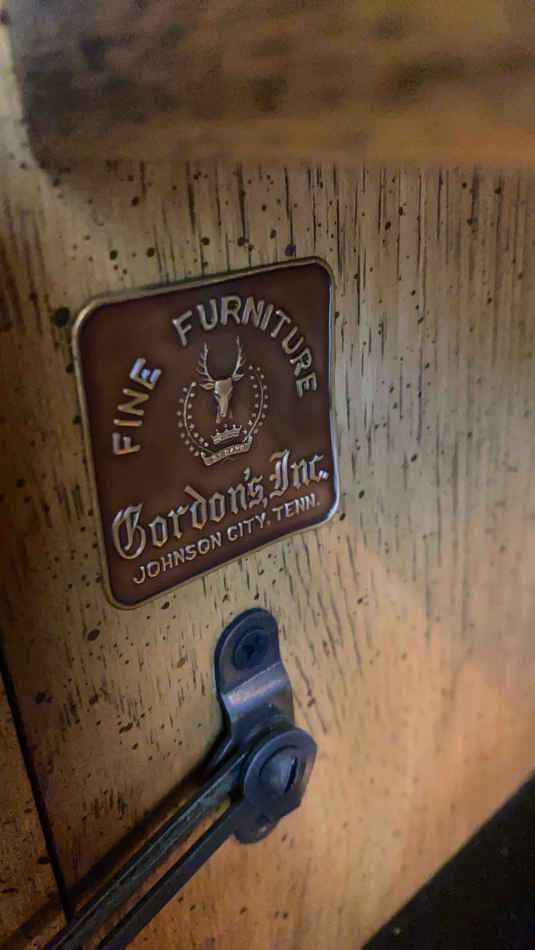 FINE FURNITURE
Gordon's, Inc.
JOHNSON CITY, TENN.